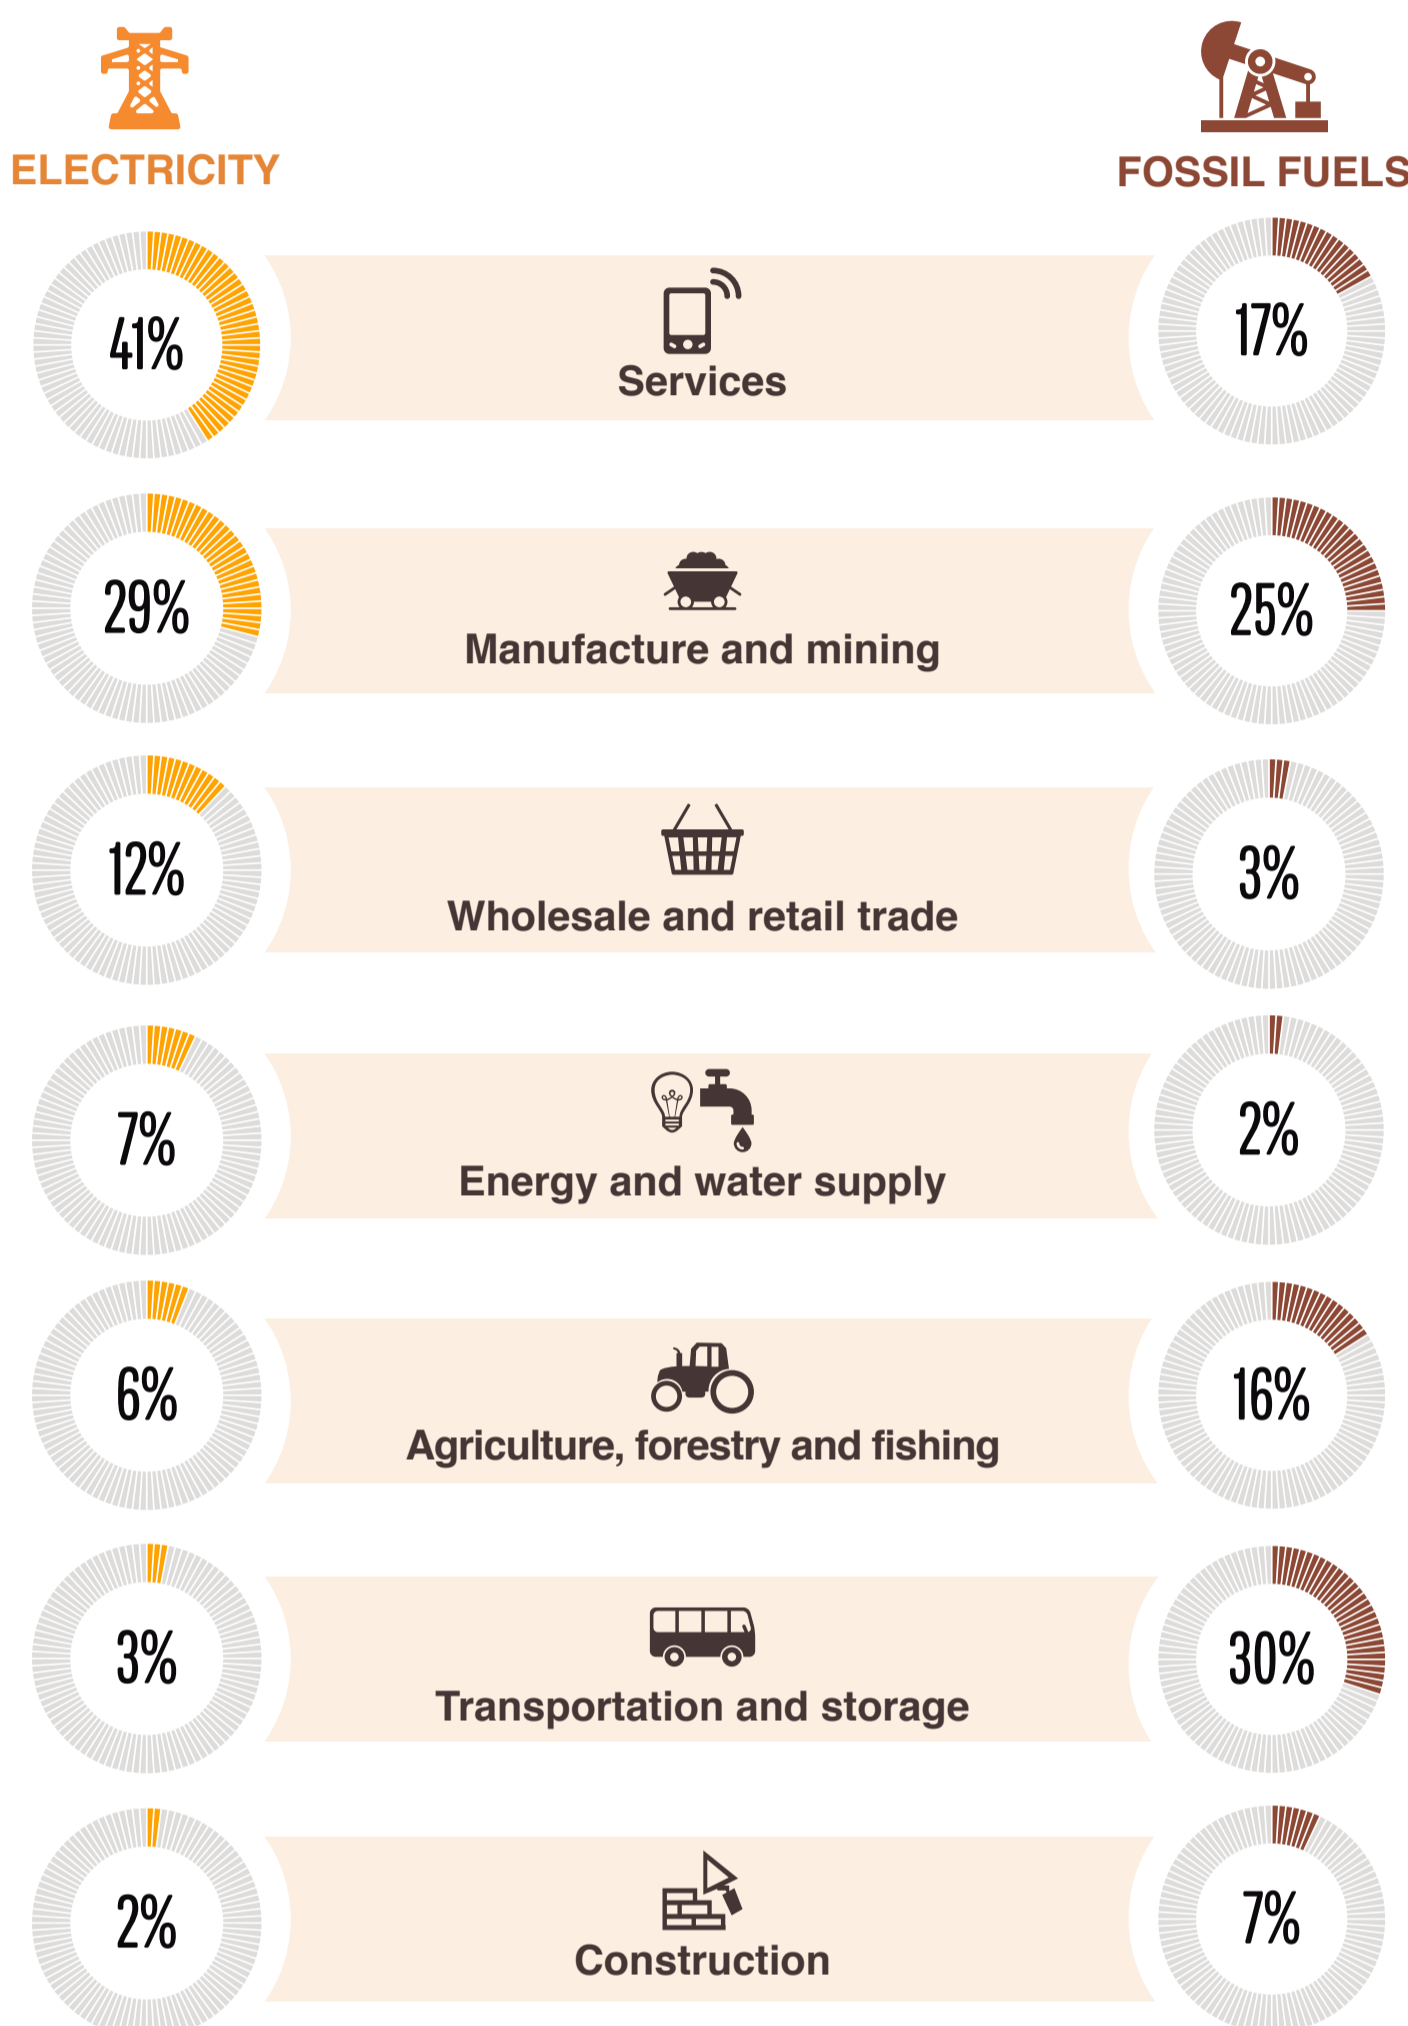 ELECTRICITY
FOSSIL FUELS
41%
Services
17%
29%
Manufacture and mining
25%
12%
Wholesale and retail trade
3%
7%
Energy and water supply
2%
6%
Agriculture, forestry and fishing
16%
3%
Transportation and storage
30%
2%
Construction
7%